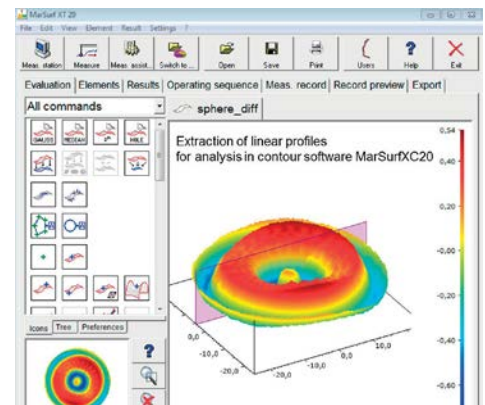 MarSurf XT 20
File Edit View Element Result Settings ?
Meas. station Measure Meas. assist... Switch to ... Open Save Print Users Help Exit
Evaluation Elements Results Operating sequence Meas. record Record preview Export
All commands
sphere_diff
GAUSS MEDIAN HOLE
Extraction of linear profiles
for analysis in contour software MarSurfXC20
0,54
0,40
0,20
-0,00
-0,20
-0,40
-0,60
0,0
-10,0
-20,0
-20,0
-10,0
0,0
10,0
Icons Tree Preferences
?